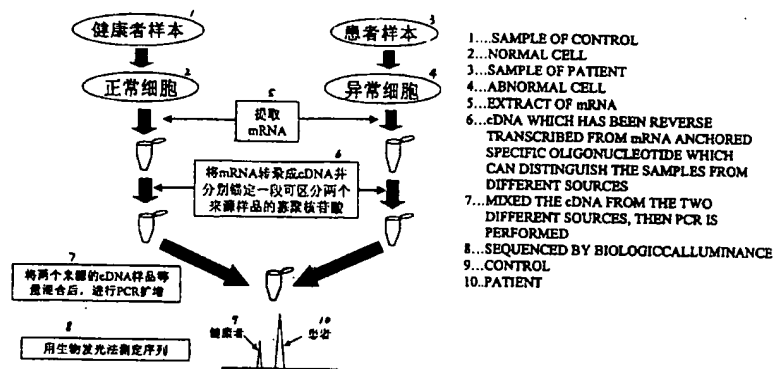 1
健康者样本
3
患者样本
2
正常细胞
4
异常细胞
5
提取
mRNA
6
将mRNA转录成cDNA并
分别锚定一段可区分两个
来源样品的寡聚核苷酸
7
将两个来源的cDNA样品等
量混合后，进行PCR扩增
8
用生物发光法测定序列
9
健康者
10
患者
1....SAMPLE OF CONTROL
2...NORMAL CELL
3...SAMPLE OF PATIENT
4...ABNORMAL CELL
5...EXTRACT OF mRNA
6...cDNA WHICH HAS BEEN REVERSE
TRANSCRIBED FROM mRNA ANCHORED
SPECIFIC OLIGONUCLEOTIDE WHICH
CAN DISTINGUISH THE SAMPLES FROM
DIFFERENT SOURCES
7...MIXED THE cDNA FROM THE TWO
DIFFERENT SOURCES, THEN PCR IS
PERFORMED
8...SEQUENCED BY BIOLOGICCALLUMINANCE
9...CONTROL
10..PATIENT